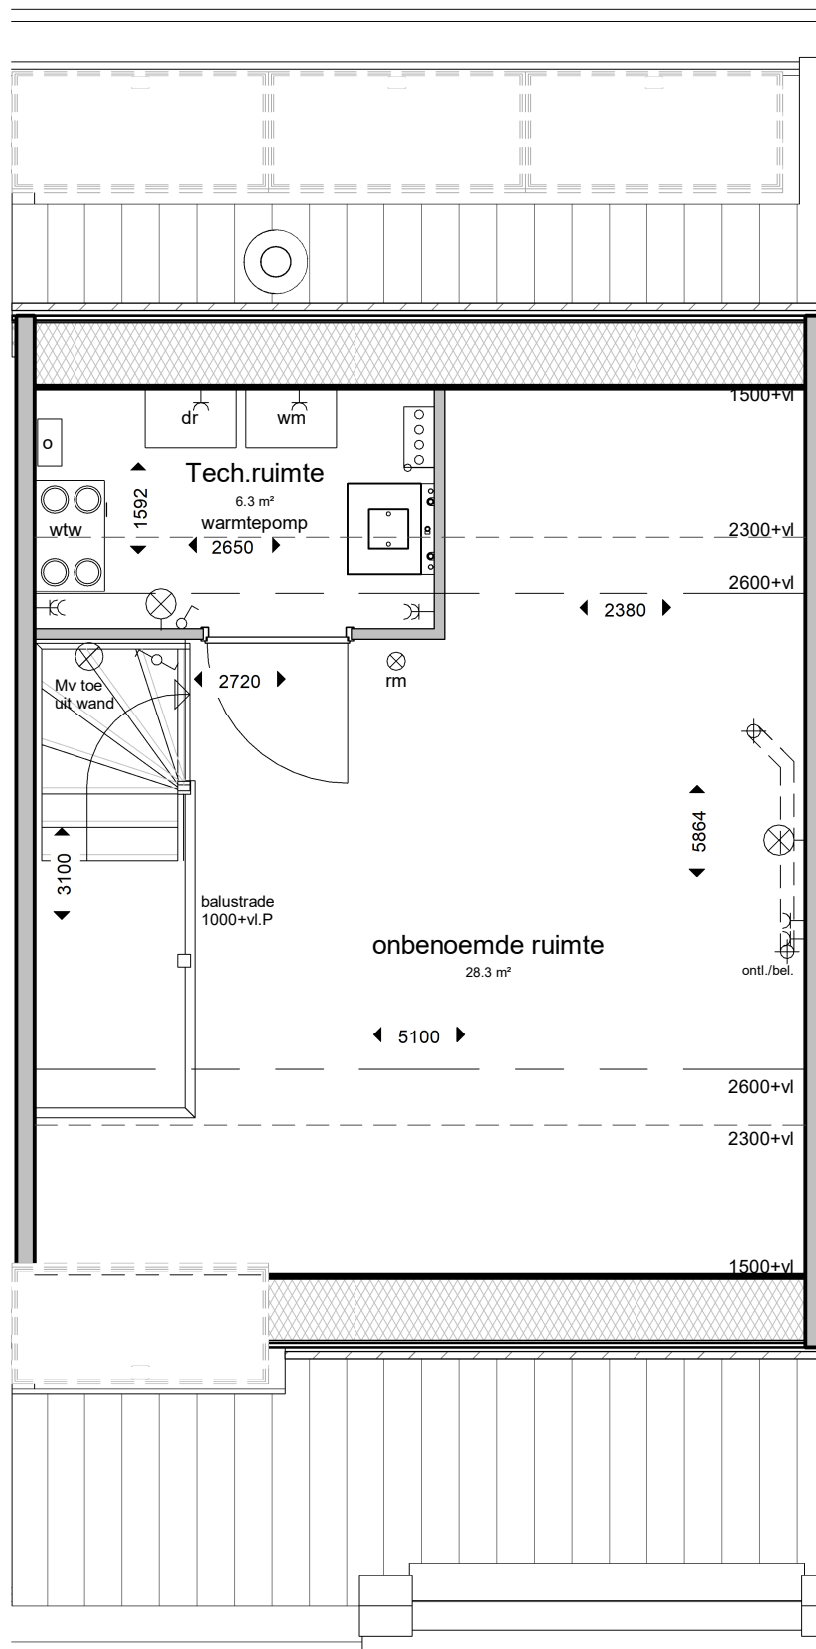 1500+vl
dr
wm
o
Tech.ruimte
6.3 m²
1592
wtw
warmtepomp
2650
2300+vl
2600+vl
2380
2720
rm
Mv toe
uit wand
5864
3100
balustrade
1000+vl.P
onbenoemde ruimte
28.3 m²
ontl./bel.
5100
2600+vl
2300+vl
1500+vl